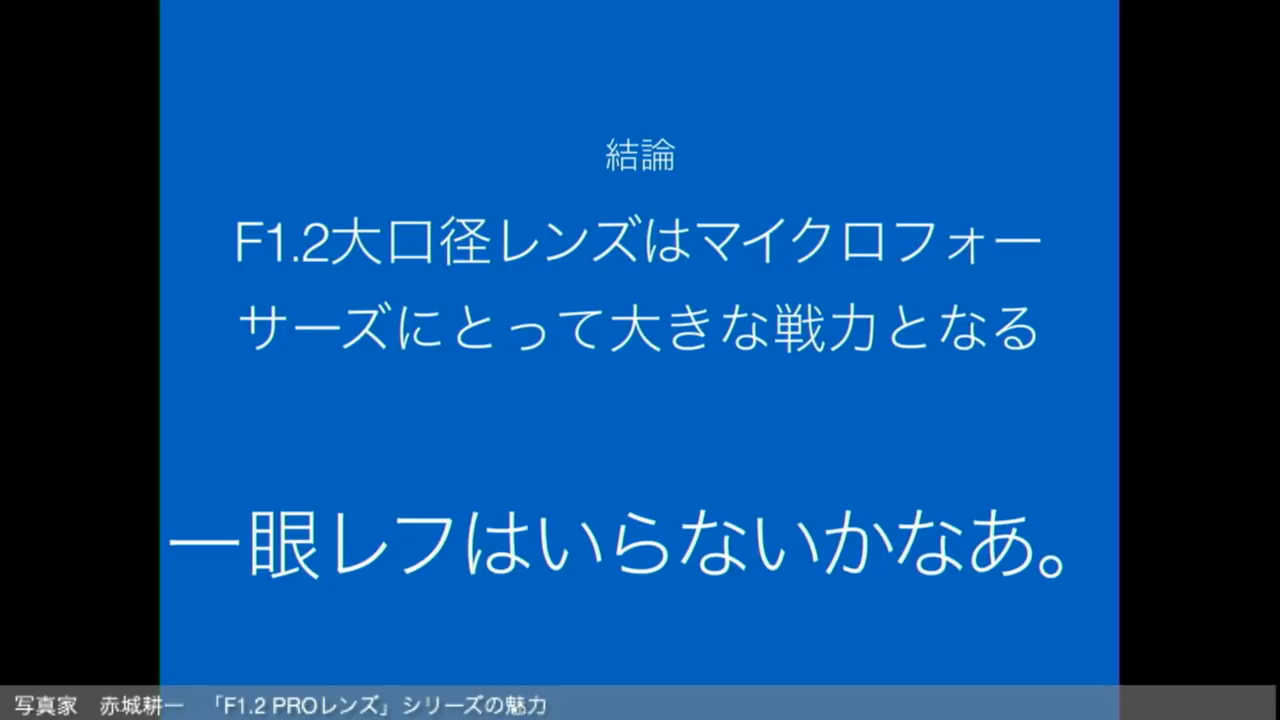 結論
F1.2大口径レンズはマイクロフォー
サーズにとって大きな戦力となる
一眼レフはいらないかなあ。
写真家　赤城耕一　「F1.2 PROレンズ」シリーズの魅力